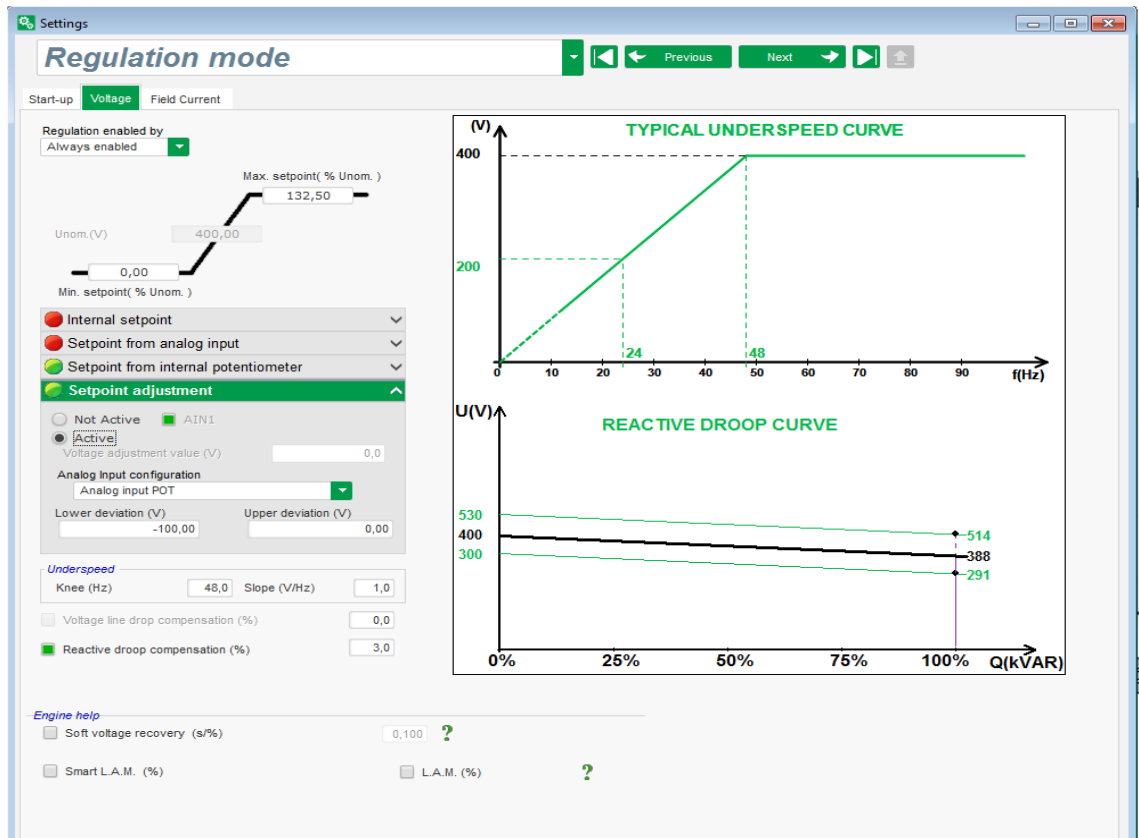 Settings
Regulation mode
Previous
Next
Start-up
Voltage
Field Current
Regulation enabled by
Always enabled
Max. setpoint( % Unom. )
132,50
Unom.(V)
400,00
0,00
Min. setpoint( % Unom. )
Internal setpoint
Setpoint from analog input
Setpoint from internal potentiometer
Setpoint adjustment
Not Active
AIN1
Active
Voltage adjustment value (V)
0,0
Analog Input configuration
Analog input POT
Lower deviation (V)
Upper deviation (V)
-100,00
0,00
Underspeed
Knee (Hz)
48,0
Slope (V/Hz)
1,0
Voltage line drop compensation (%)
0,0
Reactive droop compensation (%)
3,0
Engine help
Soft voltage recovery (s/%)
0,100
?
Smart L.A.M. (%)
L.A.M. (%)
?
(V)
TYPICAL UNDERSPEED CURVE
400
200
24
48
0 10 20 30 40 50 60 70 80 90
f(Hz)
U(V)
REACTIVE DROOP CURVE
530
400
300
514
388
291
0% 25% 50% 75% 100% Q(kVAR)